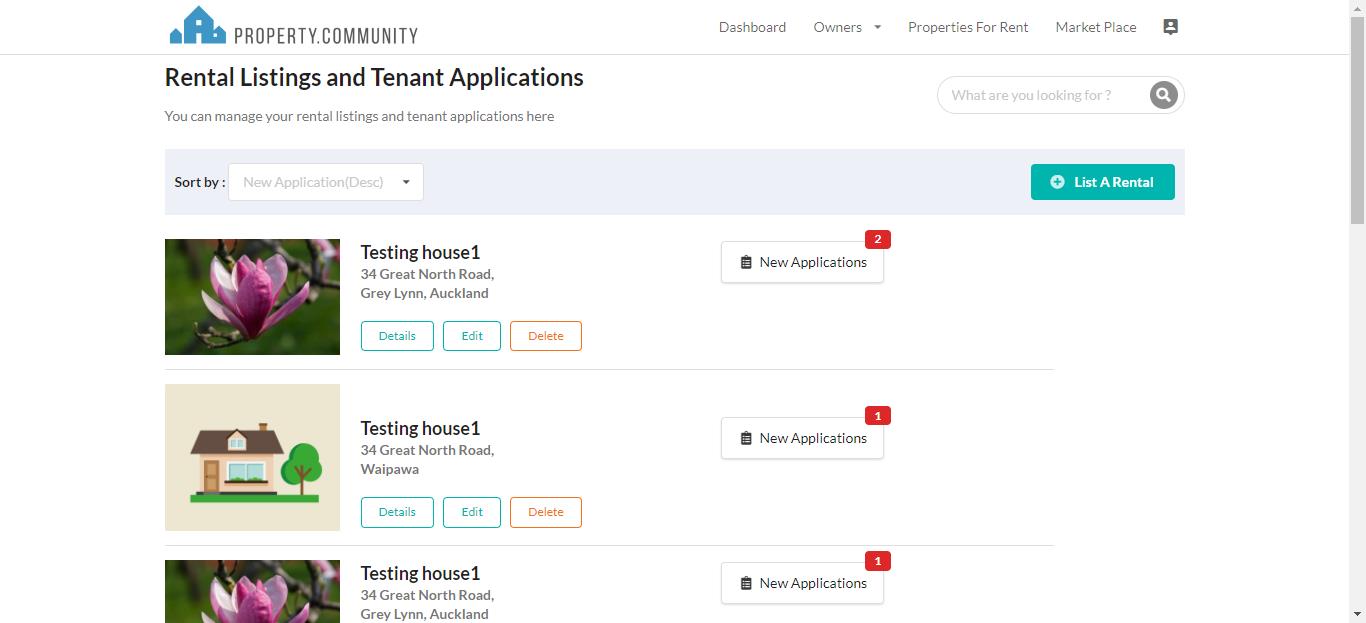 PROPERTY.COMMUNITY
Dashboard Owners Properties For Rent Market Place
Rental Listings and Tenant Applications
What are you looking for ?
You can manage your rental listings and tenant applications here
Sort by : New Application(Desc) List A Rental
Testing house1
2
New Applications
34 Great North Road,
Grey Lynn, Auckland
Details Edit Delete
Testing house1
1
New Applications
34 Great North Road,
Waipawa
Details Edit Delete
Testing house1
1
New Applications
34 Great North Road,
Grey Lynn, Auckland